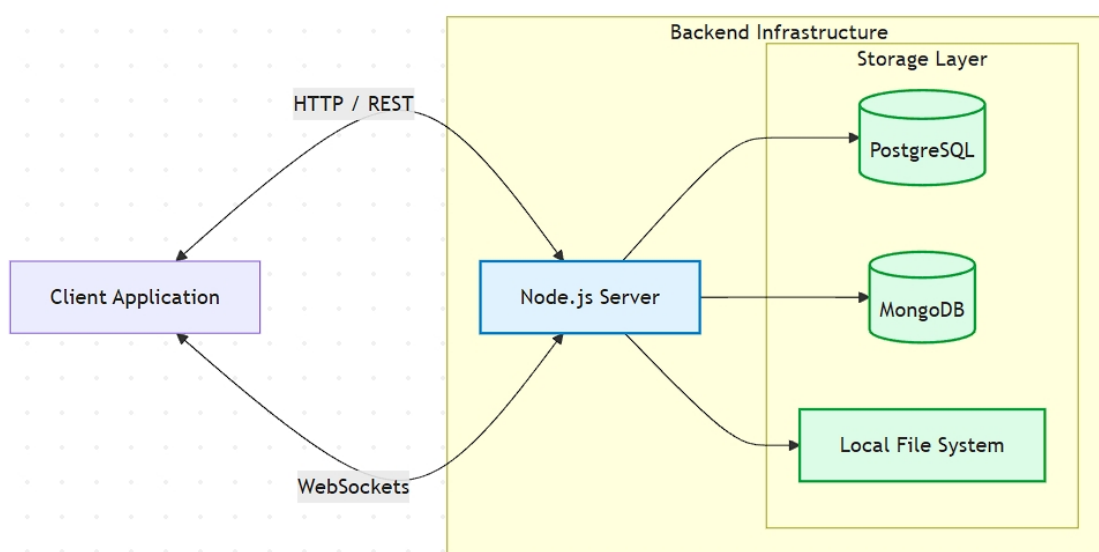 Backend Infrastructure
Storage Layer
HTTP / REST
PostgreSQL
Client Application
Node.js Server
MongoDB
Local File System
WebSockets